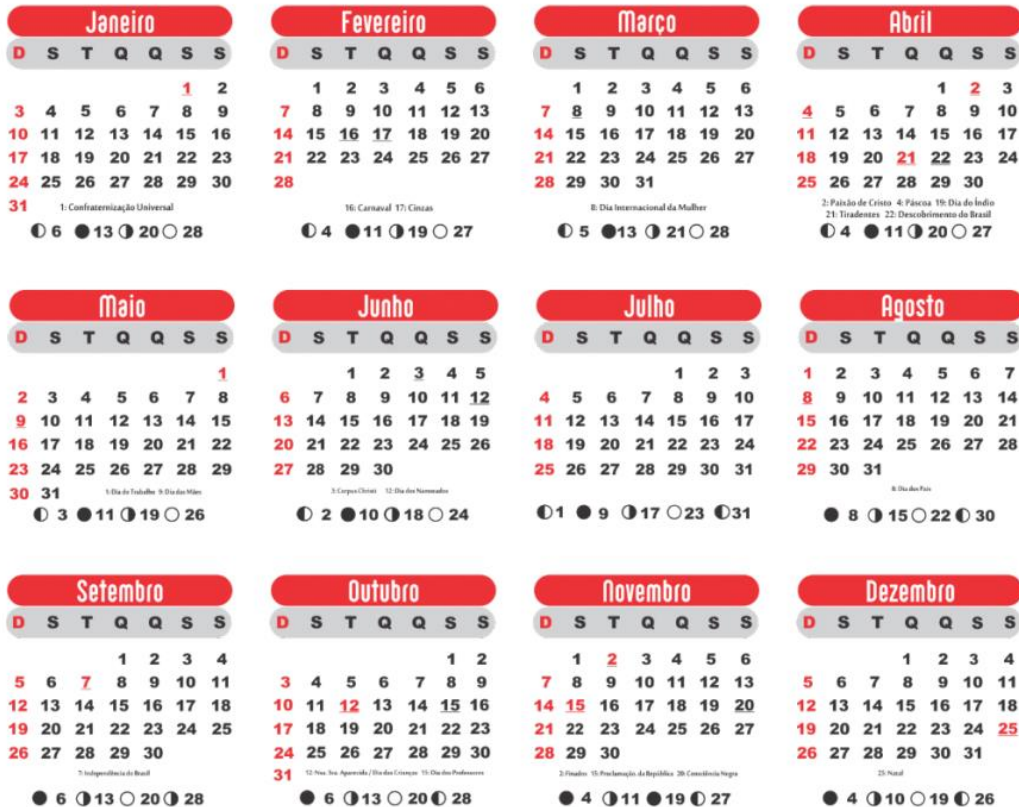 Janeiro
D S T Q Q S S
1 2
3 4 5 6 7 8 9
10 11 12 13 14 15 16
17 18 19 20 21 22 23
24 25 26 27 28 29 30
31
1: Confraternização Universal
6 13 20 28
Fevereiro
D S T Q Q S S
1 2 3 4 5 6
7 8 9 10 11 12 13
14 15 16 17 18 19 20
21 22 23 24 25 26 27
28
16: Carnaval 17: Cinzas
4 11 19 27
Março
D S T Q Q S S
1 2 3 4 5 6
7 8 9 10 11 12 13
14 15 16 17 18 19 20
21 22 23 24 25 26 27
28 29 30 31
8: Dia Internacional da Mulher
5 13 21 28
Abril
D S T Q Q S S
1 2 3
4 5 6 7 8 9 10
11 12 13 14 15 16 17
18 19 20 21 22 23 24
25 26 27 28 29 30
2: Paixão de Cristo 4: Páscoa 19: Dia do Índio
21: Tiradentes 22: Descobrimento do Brasil
4 11 20 27
Maio
D S T Q Q S S
1
2 3 4 5 6 7 8
9 10 11 12 13 14 15
16 17 18 19 20 21 22
23 24 25 26 27 28 29
30 31
1: Dia do Trabalho 9: Dia das Mães
3 11 19 26
Junho
D S T Q Q S S
1 2 3 4 5
6 7 8 9 10 11 12
13 14 15 16 17 18 19
20 21 22 23 24 25 26
27 28 29 30
3: Corpus Christi 12: Dia dos Namorados
2 10 18 24
Julho
D S T Q Q S S
1 2 3
4 5 6 7 8 9 10
11 12 13 14 15 16 17
18 19 20 21 22 23 24
25 26 27 28 29 30 31
1 9 17 23 31
Agosto
D S T Q Q S S
1 2 3 4 5 6 7
8 9 10 11 12 13 14
15 16 17 18 19 20 21
22 23 24 25 26 27 28
29 30 31
8: Dia dos Pais
8 15 22 30
Setembro
D S T Q Q S S
1 2 3 4
5 6 7 8 9 10 11
12 13 14 15 16 17 18
19 20 21 22 23 24 25
26 27 28 29 30
7: Independência do Brasil
6 13 20 28
Outubro
D S T Q Q S S
1 2
3 4 5 6 7 8 9
10 11 12 13 14 15 16
17 18 19 20 21 22 23
24 25 26 27 28 29 30
31
12: Nsa. Sra. Aparecida / Dia das Crianças 15: Dia dos Professores
6 13 20 28
Novembro
D S T Q Q S S
1 2 3 4 5 6
7 8 9 10 11 12 13
14 15 16 17 18 19 20
21 22 23 24 25 26 27
28 29 30
2: Finados 15: Proclamação da República 20: Consciência Negra
4 11 19 27
Dezembro
D S T Q Q S S
1 2 3 4
5 6 7 8 9 10 11
12 13 14 15 16 17 18
19 20 21 22 23 24 25
26 27 28 29 30 31
25: Natal
4 10 19 26